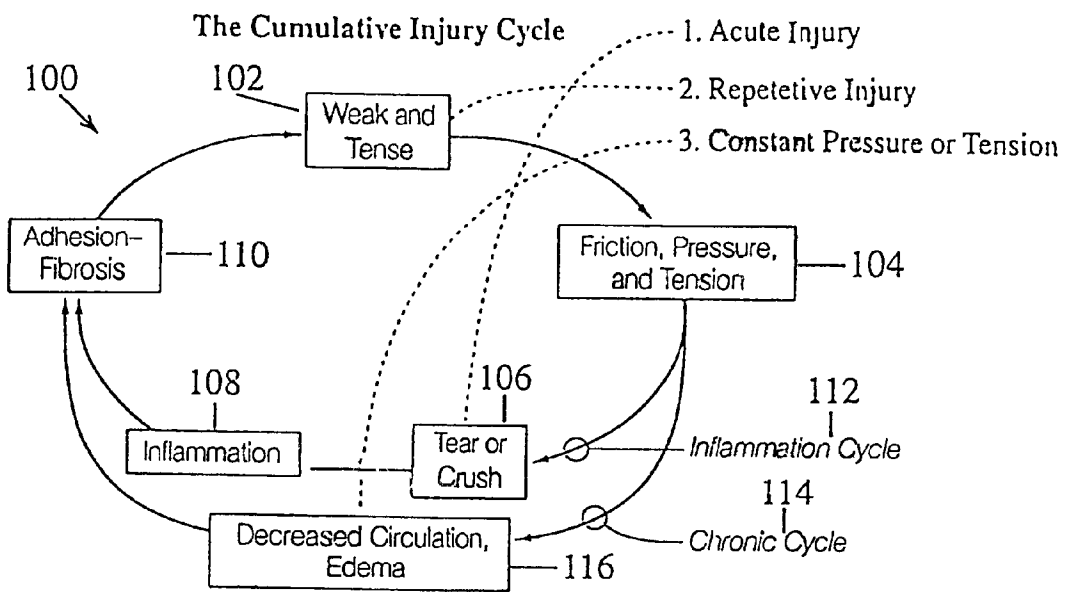 The Cumulative Injury Cycle
1. Acute Injury
100
102
2. Repetetive Injury
Weak and
Tense
3. Constant Pressure or Tension
Adhesion–
Fibrosis
110
Friction, Pressure,
and Tension
104
108
106
112
Inflammation
Tear or
Crush
Inflammation Cycle
114
Decreased Circulation,
Edema
116
Chronic Cycle